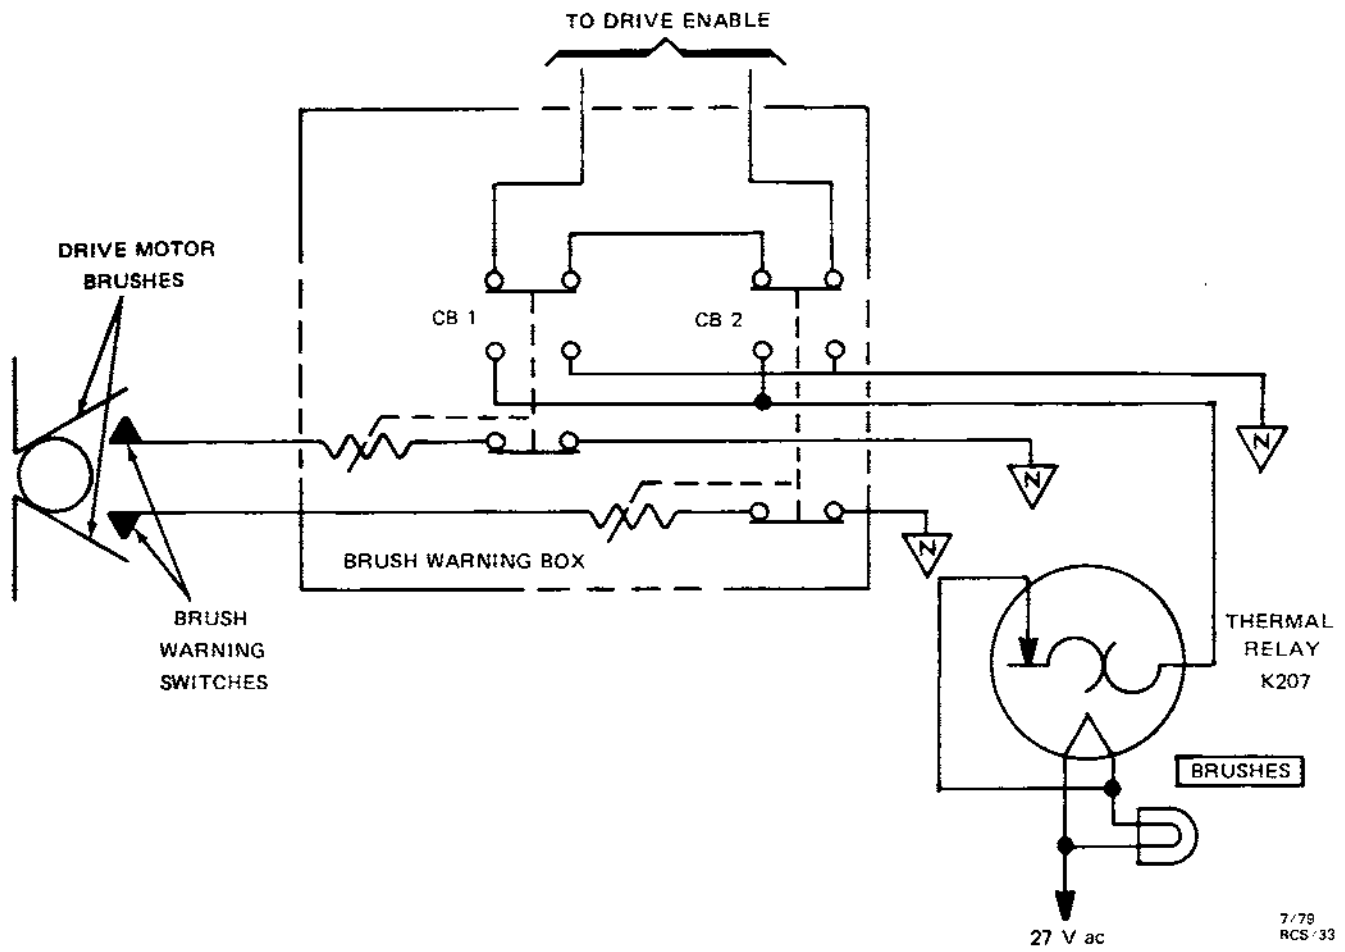 TO DRIVE ENABLE
DRIVE MOTOR
BRUSHES
CB 1
CB 2
N
N
N
BRUSH WARNING BOX
BRUSH
WARNING
SWITCHES
THERMAL
RELAY
K207
BRUSHES
27 V ac
7/79
RCS/33